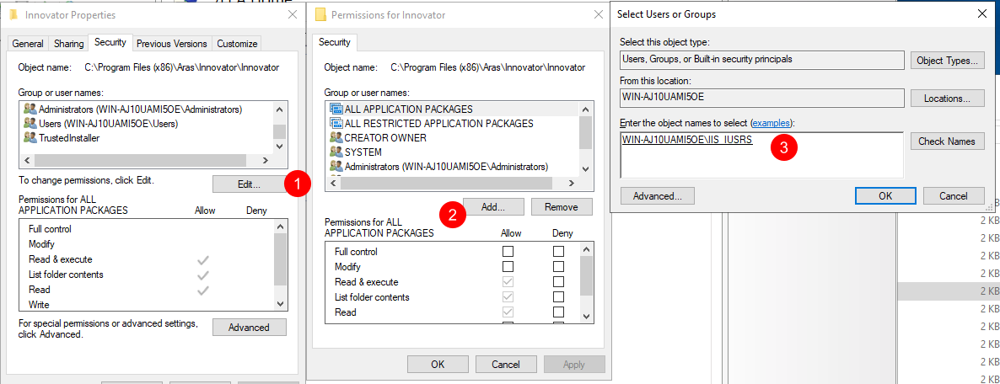 Innovator Properties
General
Sharing
Security
Previous Versions
Customize
Object name: C:\Program Files (x86)\Aras\Innovator\Innovator
Group or user names:
Administrators (WIN-AJ10UAMI5OE\Administrators)
Users (WIN-AJ10UAMI5OE\Users)
TrustedInstaller
To change permissions, click Edit.
Edit...
1
Permissions for ALL
APPLICATION PACKAGES
Allow
Deny
Full control
Modify
Read & execute
List folder contents
Read
Write
For special permissions or advanced settings,
click Advanced.
Advanced
Permissions for Innovator
Security
Object name: C:\Program Files (x86)\Aras\Innovator\Innovator
Group or user names:
ALL APPLICATION PACKAGES
ALL RESTRICTED APPLICATION PACKAGES
CREATOR OWNER
SYSTEM
Administrators (WIN-AJ10UAMI5OE\Administrators)
2
Add...
Remove
Permissions for ALL
APPLICATION PACKAGES
Allow
Deny
Full control
Modify
Read & execute
List folder contents
Read
OK
Cancel
Apply
Select Users or Groups
Select this object type:
Users, Groups, or Built-in security principals
Object Types...
From this location:
WIN-AJ10UAMI5OE
Locations...
Enter the object names to select (examples):
WIN-AJ10UAMI5OE\IIS_IUSRS
3
Check Names
Advanced...
OK
Cancel
2 KB
2 KB
2 KB
2 KB
2 KB
2 KB
2 KB
2 KB
2 KB